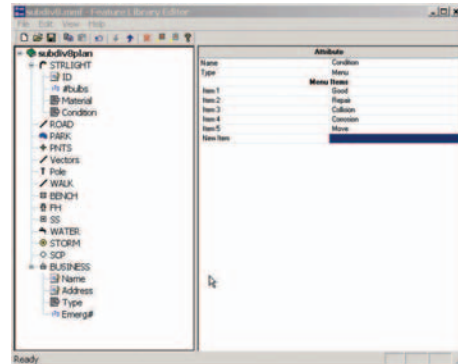 subdiv8.mmf - Feature Library Editor
File Edit View Help
subdiv8plan
STRLIGHT
ID
#bulbs
Material
Condition
ROAD
PARK
PNTS
Vectors
Pole
WALK
BENCH
FH
SS
WATER
STORM
SCP
BUSINESS
Name
Address
Type
Emerg#
Attribute
Name Condition
Type Menu
Menu Items
Item 1 Good
Item 2 Repair
Item 3 Collision
Item 4 Corrosion
Item 5 Move
New Item
Ready